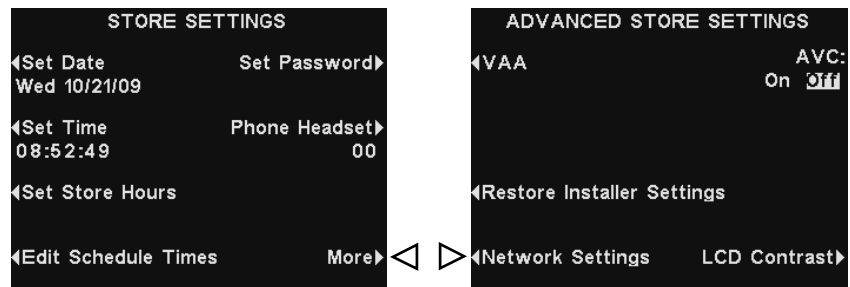 STORE SETTINGS
Set Date Set Password
Wed 10/21/09
Set Time Phone Headset
08:52:49 00
Set Store Hours
Edit Schedule Times More
ADVANCED STORE SETTINGS
VAA AVC:
On Off
Restore Installer Settings
Network Settings LCD Contrast